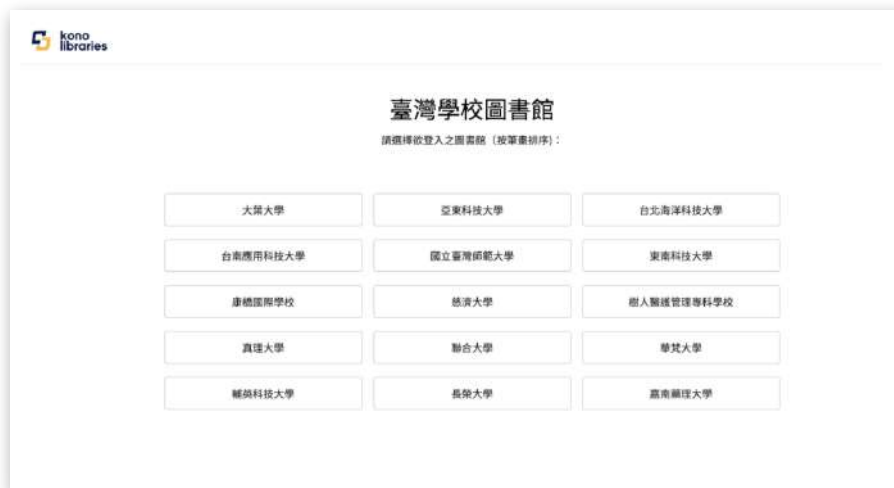 kono
libraries
臺灣學校圖書館
請選擇欲登入之圖書館（按筆畫排序）：
大葉大學
亞東科技大學
台北海洋科技大學
台南應用科技大學
國立臺灣師範大學
東南科技大學
康橋國際學校
慈濟大學
樹人醫護管理專科學校
真理大學
聯合大學
華梵大學
輔英科技大學
長榮大學
嘉南藥理大學